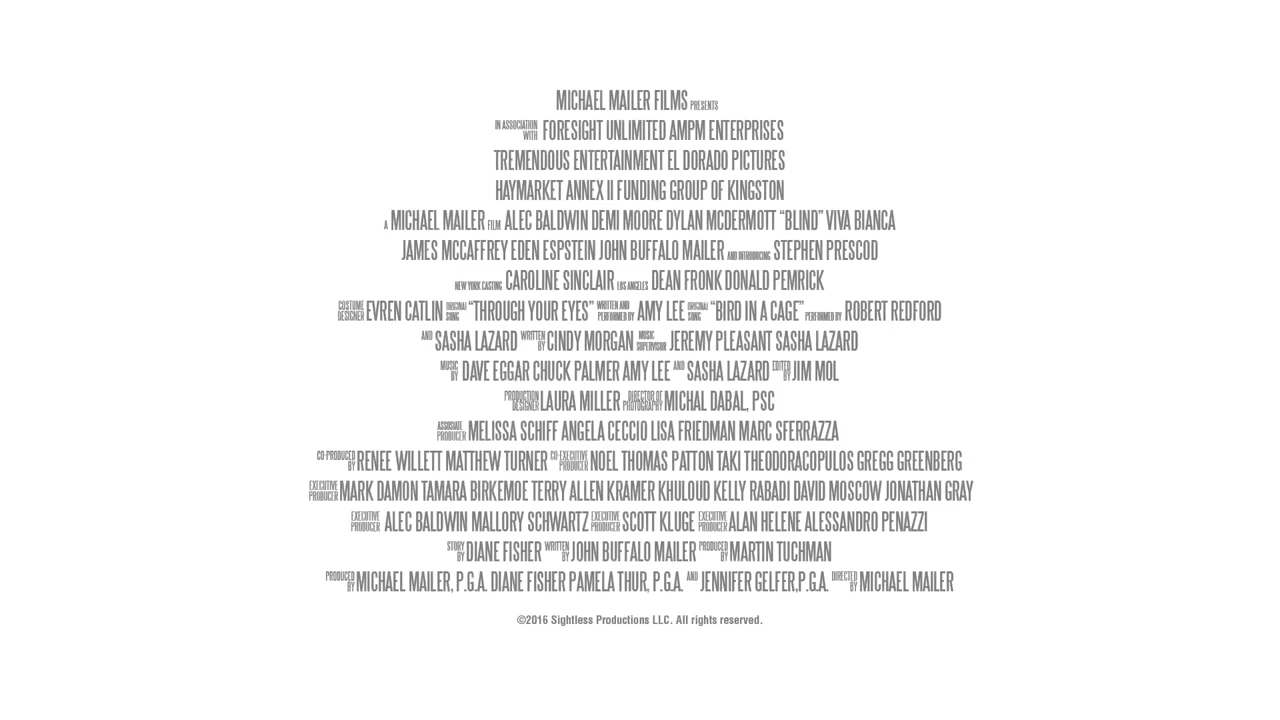 MICHAEL MAILER FILMS PRESENTS
IN ASSOCIATION WITH FORESIGHT UNLIMITED AMPM ENTERPRISES
TREMENDOUS ENTERTAINMENT EL DORADO PICTURES
HAYMARKET ANNEX II FUNDING GROUP OF KINGSTON
A MICHAEL MAILER FILM ALEC BALDWIN DEMI MOORE DYLAN MCDERMOTT “BLIND” VIVA BIANCA
JAMES MCCAFFREY EDEN ESPSTEIN JOHN BUFFALO MAILER AND INTRODUCING STEPHEN PRESCOD
NEW YORK CASTING CAROLINE SINCLAIR LOS ANGELES DEAN FRONK DONALD PEMRICK
COSTUME DESIGNER EVREN CATLIN ORIGINAL SONG “THROUGH YOUR EYES” WRITTEN AND PERFORMED BY AMY LEE ORIGINAL SONG “BIRD IN A CAGE” PERFORMED BY ROBERT REDFORD
AND SASHA LAZARD WRITTEN BY CINDY MORGAN MUSIC SUPERVISOR JEREMY PLEASANT SASHA LAZARD
MUSIC BY DAVE EGGAR CHUCK PALMER AMY LEE AND SASHA LAZARD EDITED BY JIM MOL
PRODUCTION DESIGNER LAURA MILLER DIRECTOR OF PHOTOGRAPHY MICHAL DABAL, PSC
ASSOSIATE PRODUCER MELISSA SCHIFF ANGELA CECCIO LISA FRIEDMAN MARC SFERRAZZA
CO-PRODUCED BY RENEE WILLETT MATTHEW TURNER CO-EXECUTIVE PRODUCER NOEL THOMAS PATTON TAKI THEODORACOPULOS GREGG GREENBERG
EXECUTIVE PRODUCER MARK DAMON TAMARA BIRKEMOE TERRY ALLEN KRAMER KHULOUD KELLY RABADI DAVID MOSCOW JONATHAN GRAY
EXECUTIVE PRODUCER ALEC BALDWIN MALLORY SCHWARTZ EXECUTIVE PRODUCER SCOTT KLUGE EXECUTIVE PRODUCER ALAN HELENE ALESSANDRO PENAZZI
STORY BY DIANE FISHER WRITTEN BY JOHN BUFFALO MAILER PRODUCED BY MARTIN TUCHMAN
PRODUCED BY MICHAEL MAILER, P.G.A. DIANE FISHER PAMELA THUR, P.G.A. AND JENNIFER GELFER,P.G.A. DIRECTED BY MICHAEL MAILER
©2016 Sightless Productions LLC. All rights reserved.